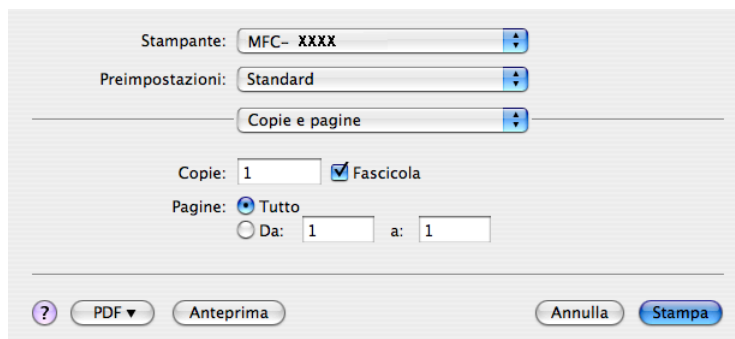 Stampante: MFC- XXXX
Preimpostazioni: Standard
Copie e pagine
Copie: 1 Fascicola
Pagine: Tutto
Da: 1 a: 1
? PDF ▼ Anteprima Annulla Stampa